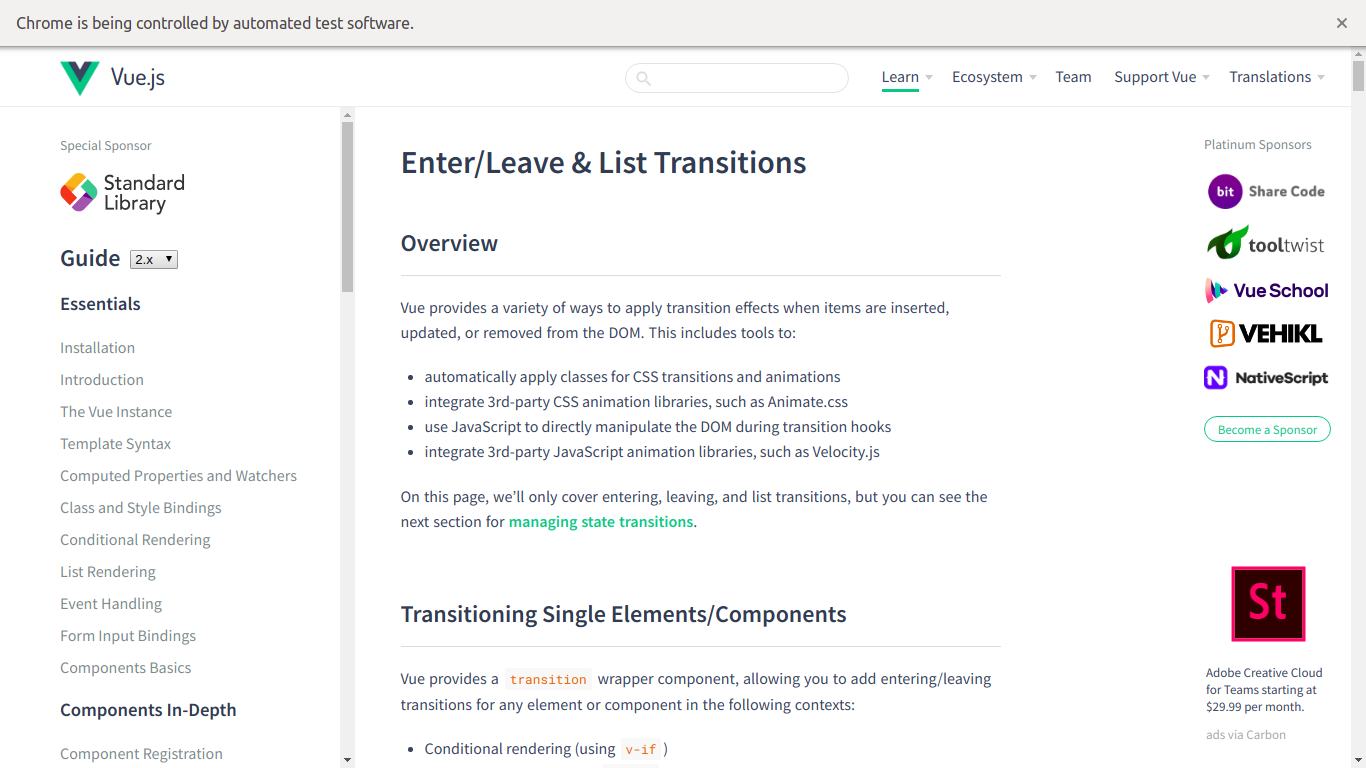 Chrome is being controlled by automated test software.
Vue.js
Learn
Ecosystem
Team
Support Vue
Translations
Special Sponsor
Standard
Library
Guide
2.x
Essentials
Installation
Introduction
The Vue Instance
Template Syntax
Computed Properties and Watchers
Class and Style Bindings
Conditional Rendering
List Rendering
Event Handling
Form Input Bindings
Components Basics
Components In-Depth
Component Registration
Enter/Leave & List Transitions
Overview
Vue provides a variety of ways to apply transition effects when items are inserted,
updated, or removed from the DOM. This includes tools to:
automatically apply classes for CSS transitions and animations
integrate 3rd-party CSS animation libraries, such as Animate.css
use JavaScript to directly manipulate the DOM during transition hooks
integrate 3rd-party JavaScript animation libraries, such as Velocity.js
On this page, we’ll only cover entering, leaving, and list transitions, but you can see the
next section for managing state transitions.
Transitioning Single Elements/Components
Vue provides a transition wrapper component, allowing you to add entering/leaving
transitions for any element or component in the following contexts:
Conditional rendering (using v-if )
Platinum Sponsors
bit Share Code
tooltwist
Vue School
VEHIKL
NativeScript
Become a Sponsor
St
Adobe Creative Cloud
for Teams starting at
$29.99 per month.
ads via Carbon